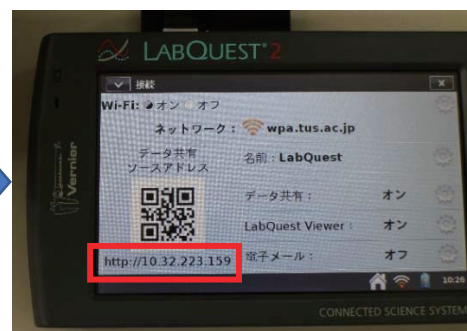 LABQUEST®2
Vernier
接続
Wi-Fi: オン オフ
ネットワーク : wpa.tus.ac.jp
データ共有
ソースアドレス
名前 : LabQuest
データ共有 : オン
LabQuest Viewer : オン
http://10.32.223.159
電子メール : オフ
10:26
CONNECTED SCIENCE SYSTEM